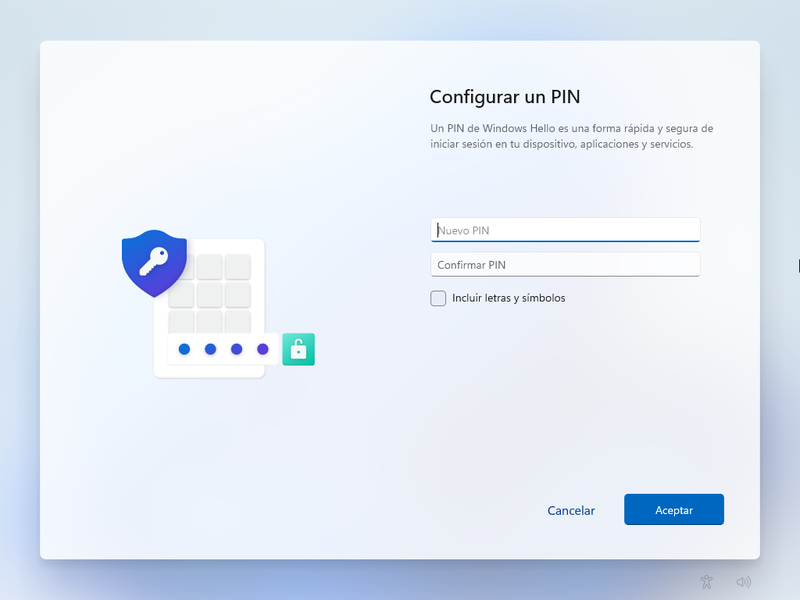 Configurar un PIN
Un PIN de Windows Hello es una forma rápida y segura de
iniciar sesión en tu dispositivo, aplicaciones y servicios.
Nuevo PIN
Confirmar PIN
Incluir letras y símbolos
Cancelar
Aceptar